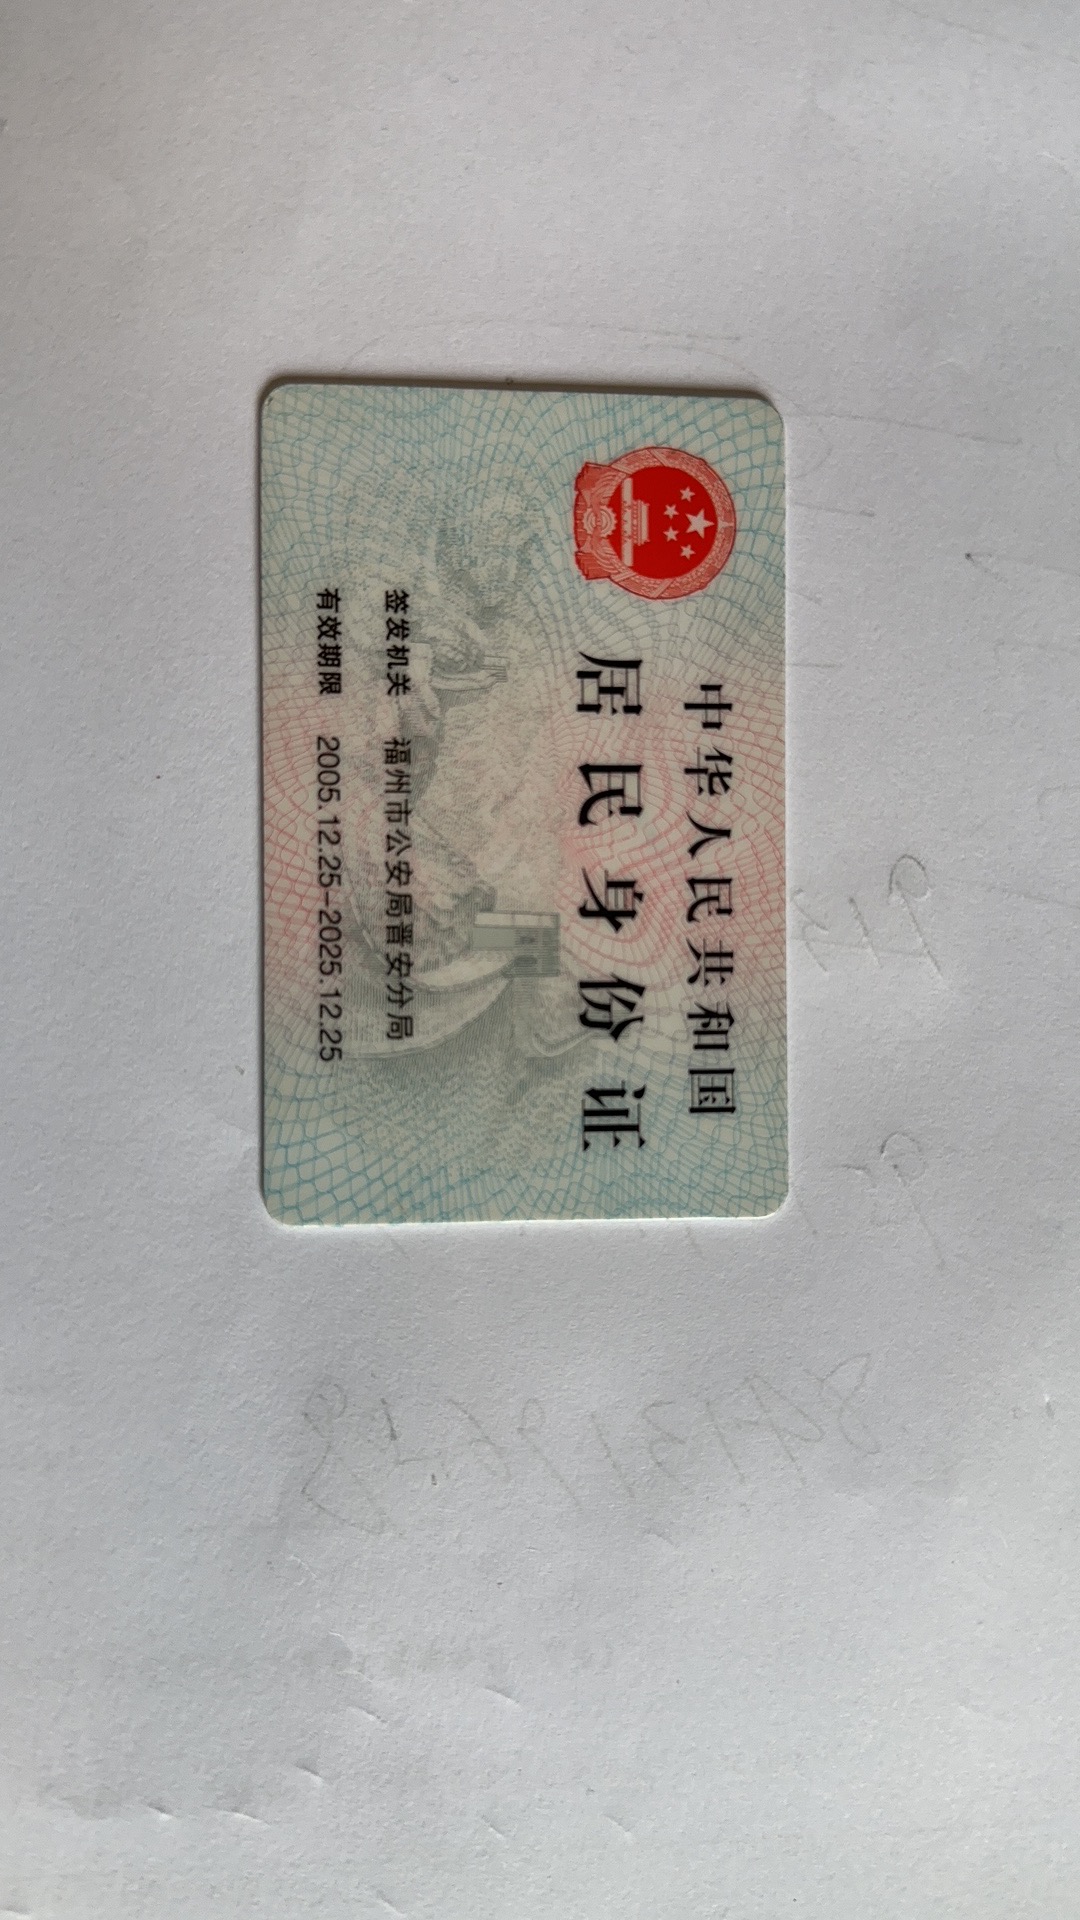 中华人民共和国
居民身份证
签发机关 福州市公安局晋安分局
有效期限 2005.12.25-2025.12.25